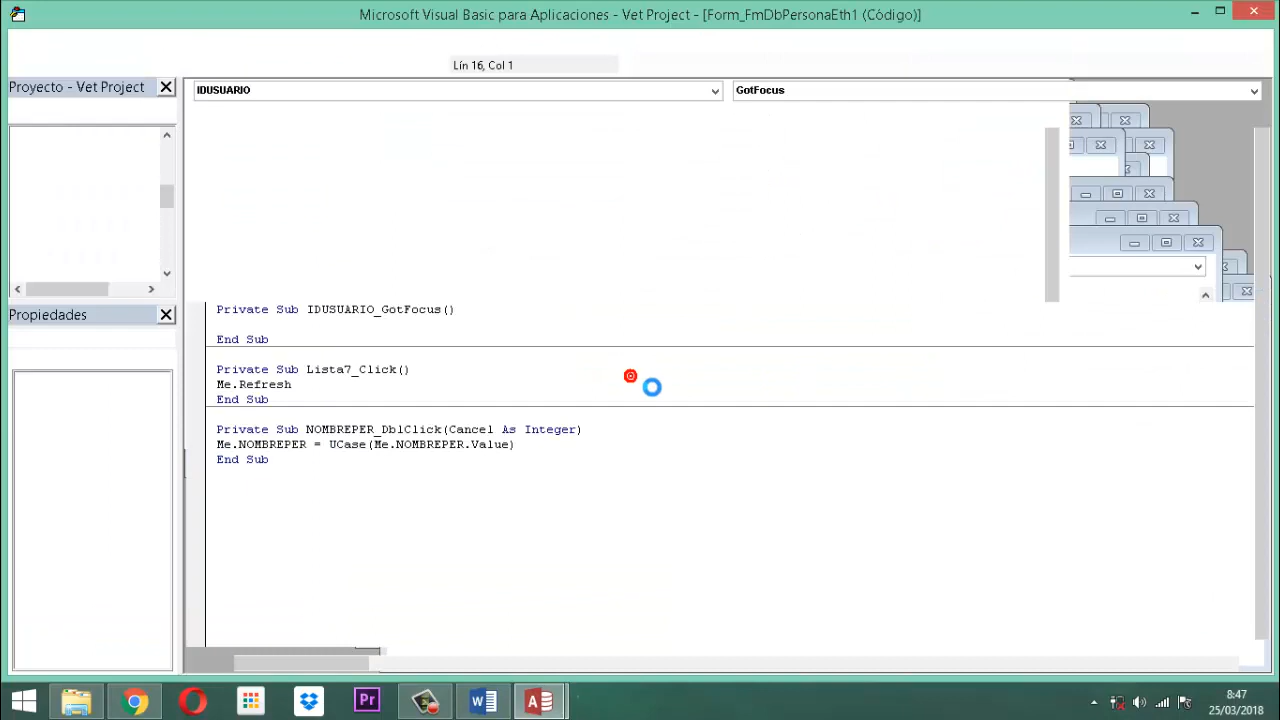 Microsoft Visual Basic para Aplicaciones - Vet Project - [Form_FmDbPersonaEth1 (Código)]
Lín 16, Col 1
Proyecto - Vet Project
IDUSUARIO
GotFocus
Propiedades
Private Sub IDUSUARIO_GotFocus()
End Sub
Private Sub Lista7_Click()
Me.Refresh
End Sub
Private Sub NOMBREPER_DblClick(Cancel As Integer)
Me.NOMBREPER = UCase(Me.NOMBREPER.Value)
End Sub
Pr
8:47
25/03/2018